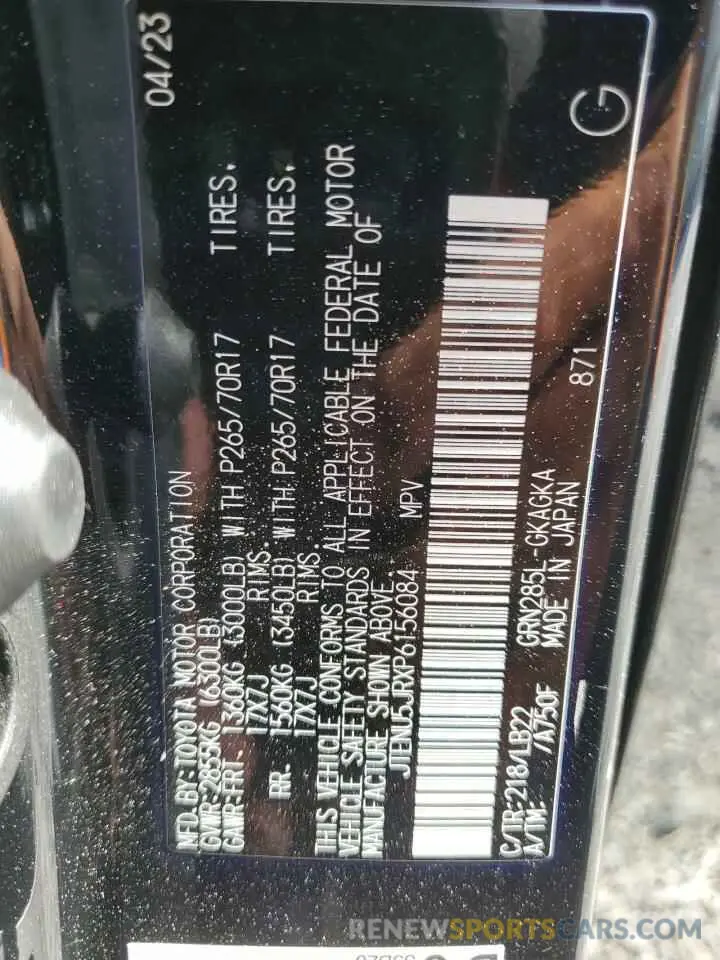 MFD. BY: TOYOTA MOTOR CORPORATION 04/23
GVWR: 2855KG (6300LB)
GAWR: FRT. 1360KG (3000LB) WITH P265/70R17 TIRES.
17X7J RIMS.
RR. 1560KG (3450LB) WITH P265/70R17 TIRES.
17X7J RIMS.
THIS VEHICLE CONFORMS TO ALL APPLICABLE FEDERAL MOTOR
VEHICLE SAFETY STANDARDS IN EFFECT ON THE DATE OF
MANUFACTURE SHOWN ABOVE.
JTENU5JRXP6156084 MPV
C/TR: 218/LB22 GRN285L-GKAGKA 871 G
A/TM: /A750F MADE IN JAPAN
RENEWSPORTSCARS.COM